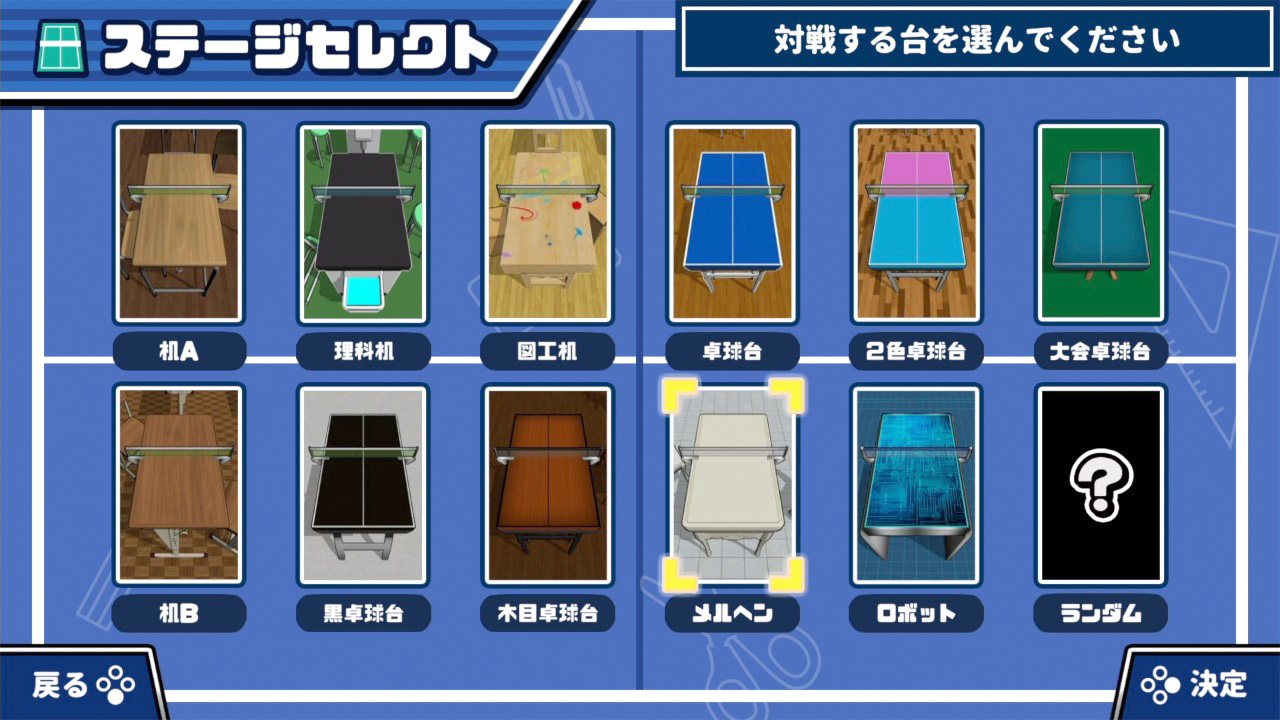 ステージセレクト
対戦する台を選んでください
机A
理科机
図工机
卓球台
2色卓球台
大会卓球台
机B
黒卓球台
木目卓球台
メルヘン
ロボット
?
ランダム
戻る
決定